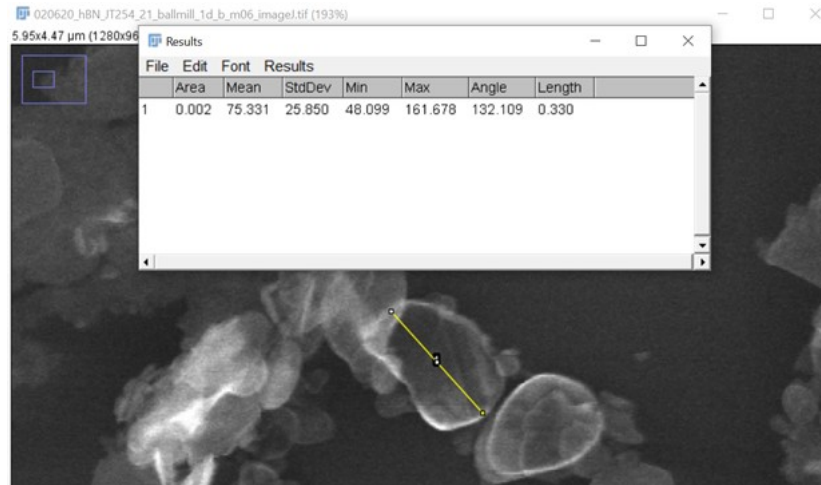 020620_hBN_JT254_21_ballmill_1d_b_m06_imageJ.tif (193%)
5.95x4.47 µm (1280x96
Results
File Edit Font Results
Area Mean StdDev Min Max Angle Length
1 0.002 75.331 25.850 48.099 161.678 132.109 0.330